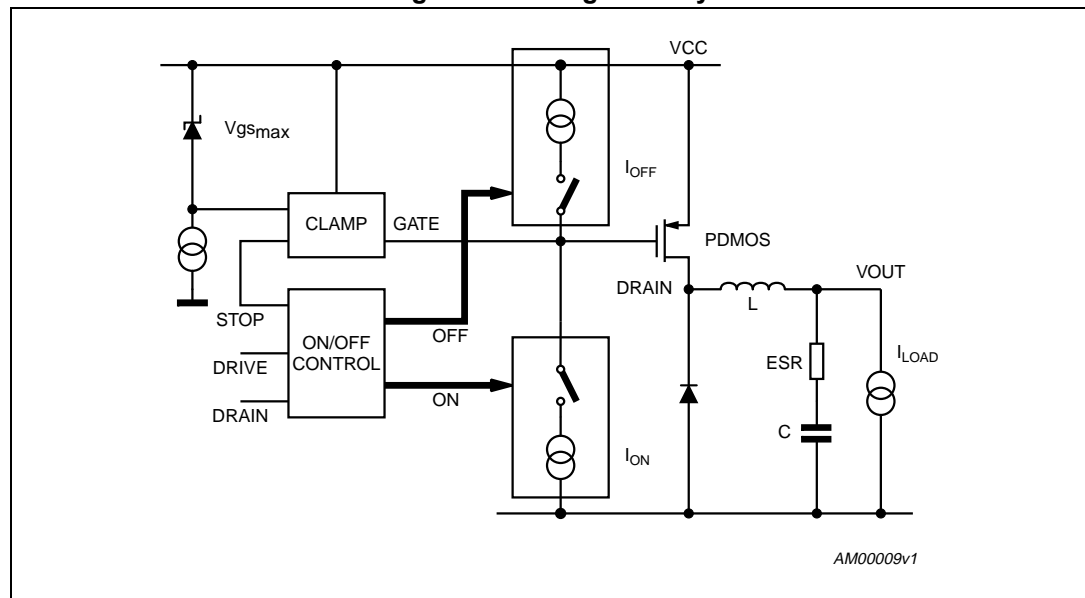 VCC
Vgsmax
IOFF
CLAMP
GATE
PDMOS
DRAIN
VOUT
L
STOP
ON/OFF
CONTROL
OFF
DRIVE
ON
DRAIN
ESR
ILOAD
C
ION
AM00009v1